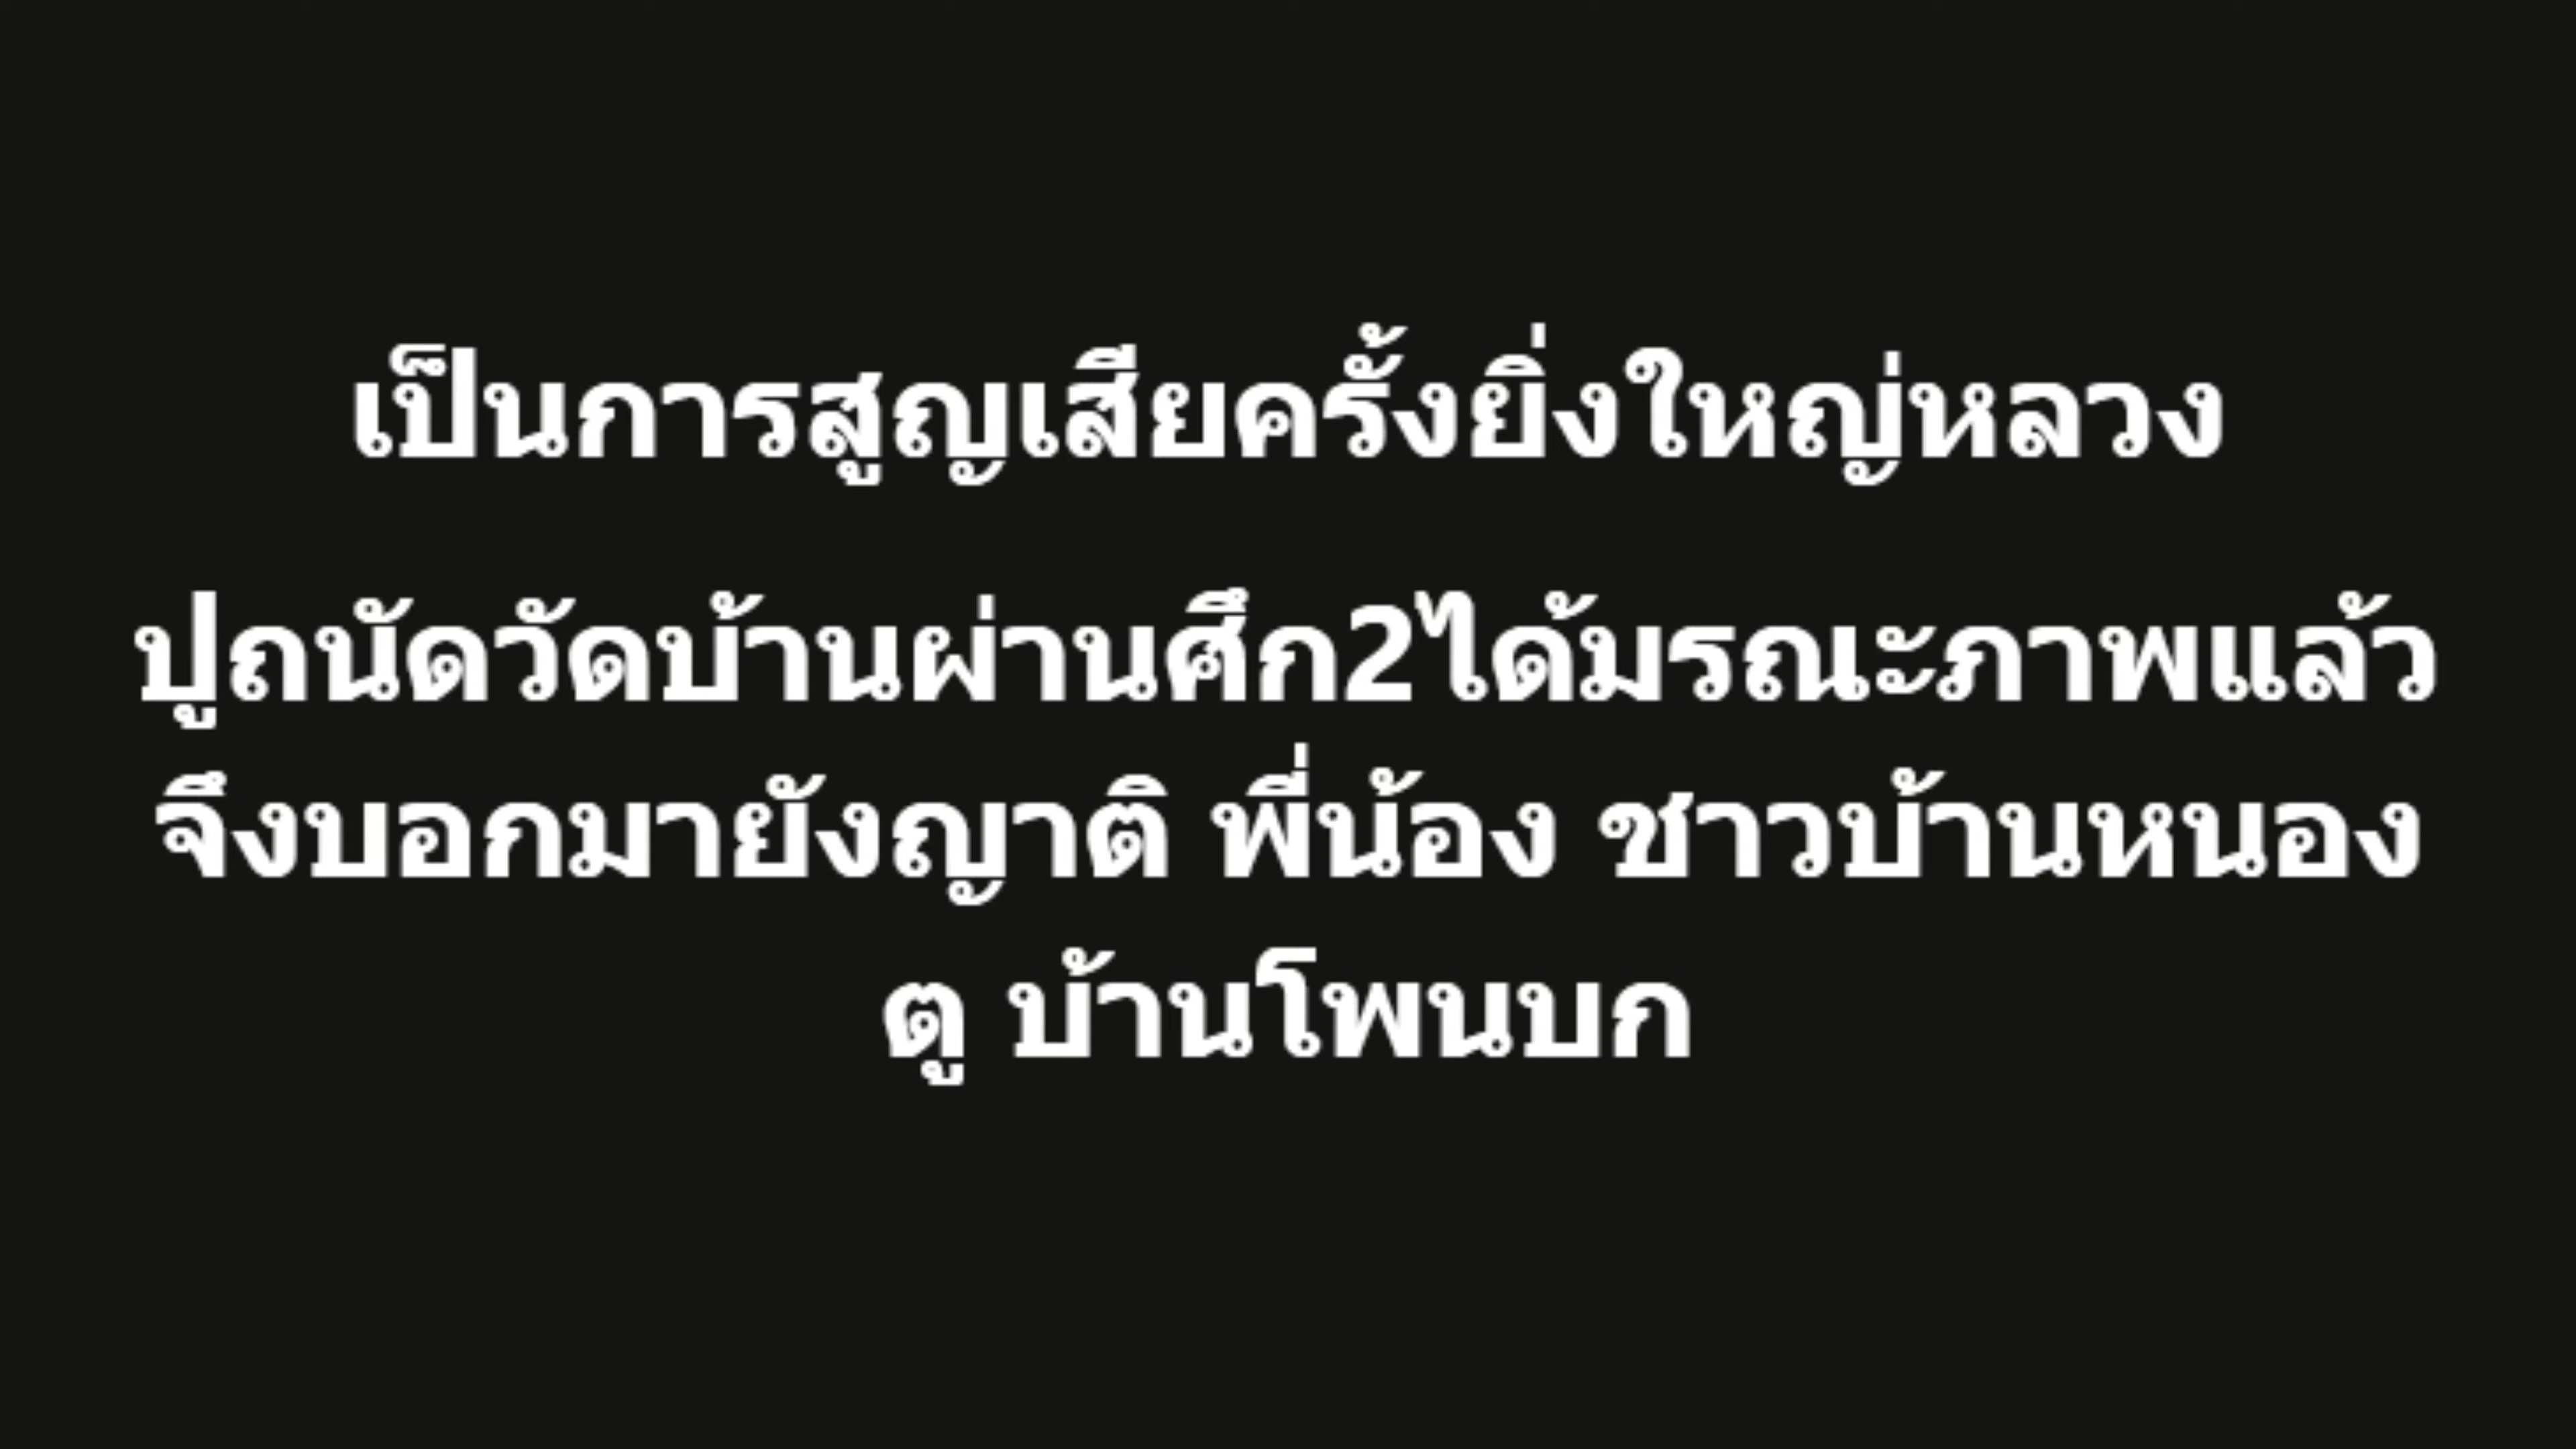 เป็นการสูญเสียครั้งยิ่งใหญ่หลวง
ปูถนัดวัดบ้านผ่านศึก2ได้มรณะภาพแล้ว
จึงบอกมายังญาติ พี่น้อง ชาวบ้านหนอง
ตู บ้านโพนบก